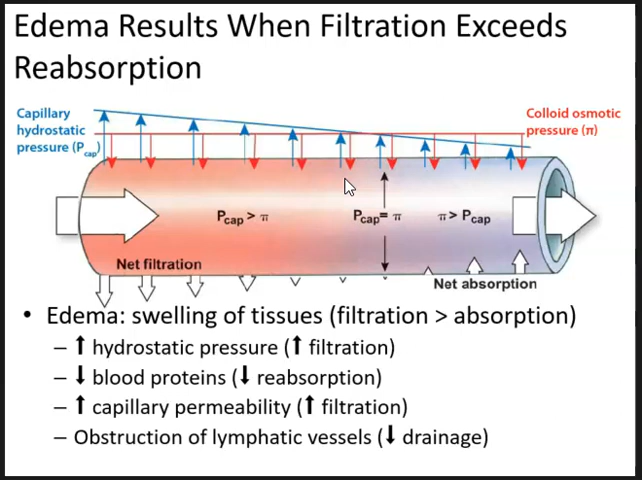 Edema Results When Filtration Exceeds
Reabsorption
Capillary
hydrostatic
pressure (Pcap)
Colloid osmotic
pressure (π)
Pcap > π
Pcap= π
π > Pcap
Net filtration
Net absorption
• Edema: swelling of tissues (filtration > absorption)
– ⬆ hydrostatic pressure (⬆ filtration)
– ⬇ blood proteins (⬇ reabsorption)
– ⬆ capillary permeability (⬆ filtration)
– Obstruction of lymphatic vessels (⬇ drainage)